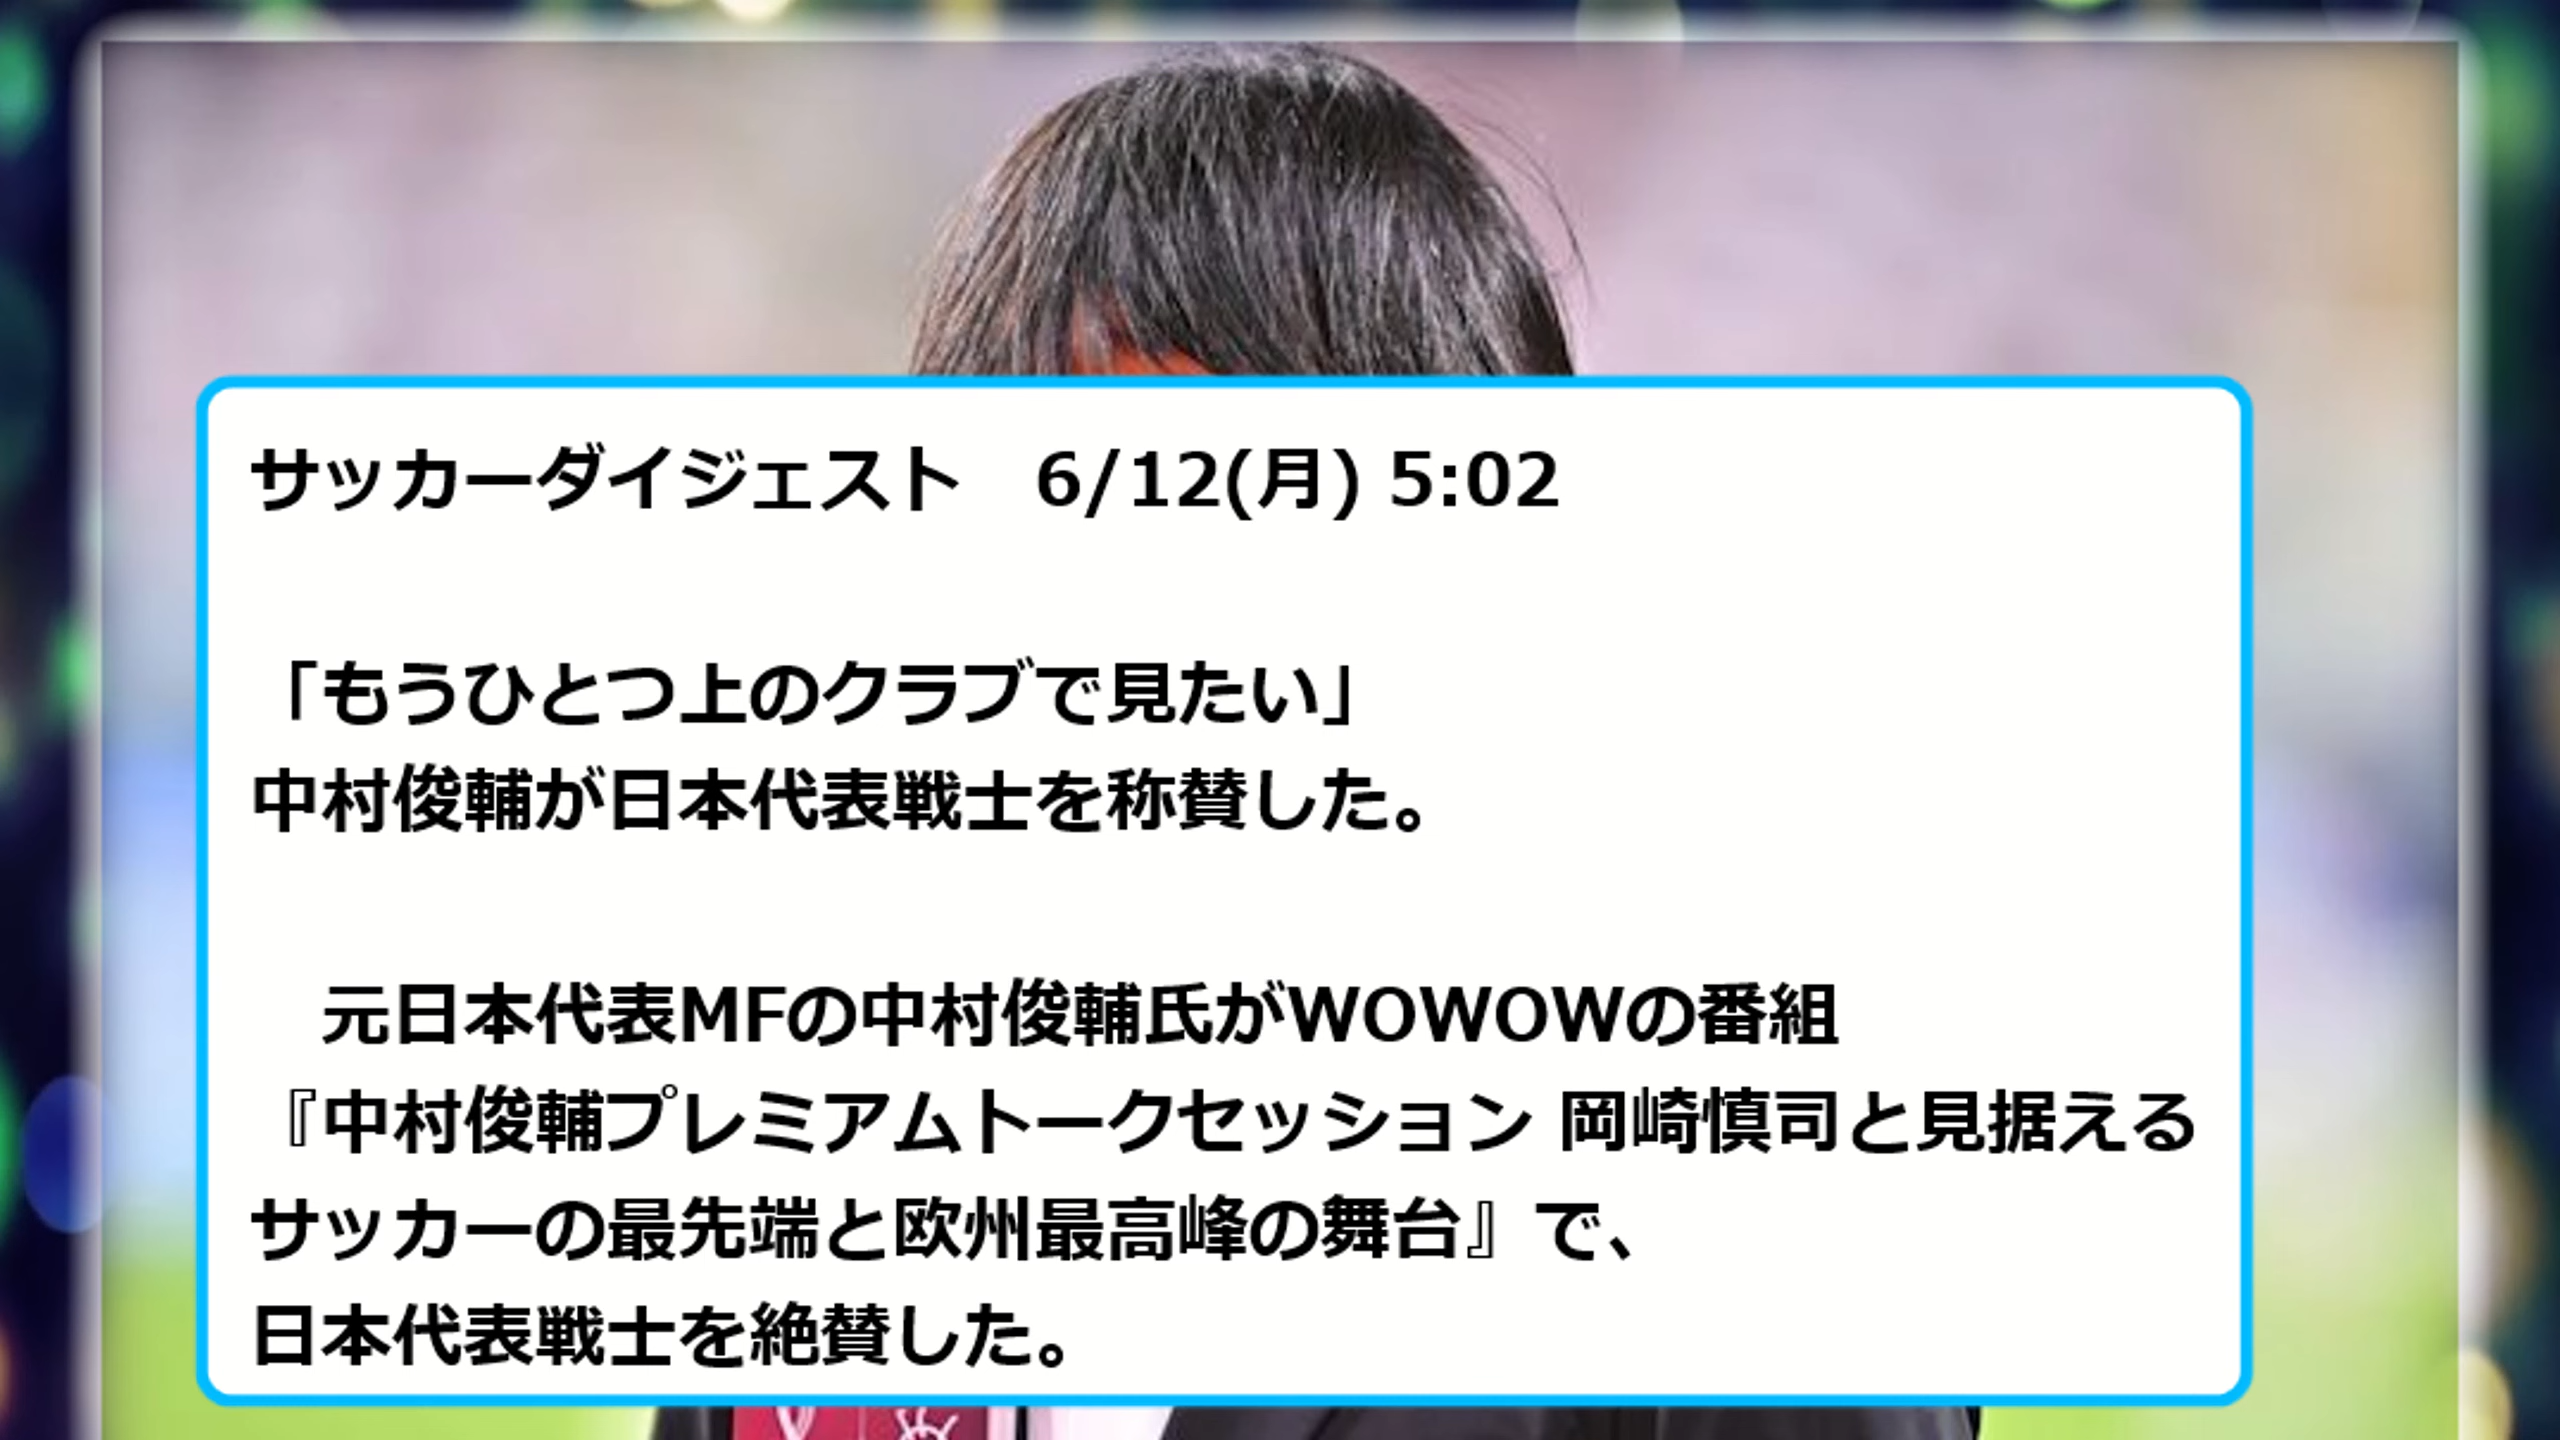 サッカーダイジェスト　6/12(月) 5:02
「もうひとつ上のクラブで見たい」
中村俊輔が日本代表戦士を称賛した。
　元日本代表MFの中村俊輔氏がWOWOWの番組
『中村俊輔プレミアムトークセッション 岡崎慎司と見据える
サッカーの最先端と欧州最高峰の舞台』で、
日本代表戦士を絶賛した。